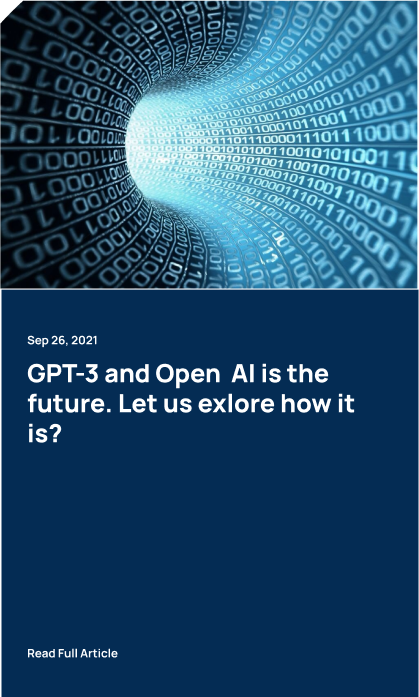 Sep 26, 2021
GPT-3 and Open  AI is the
future. Let us exlore how it
is?
Read Full Article